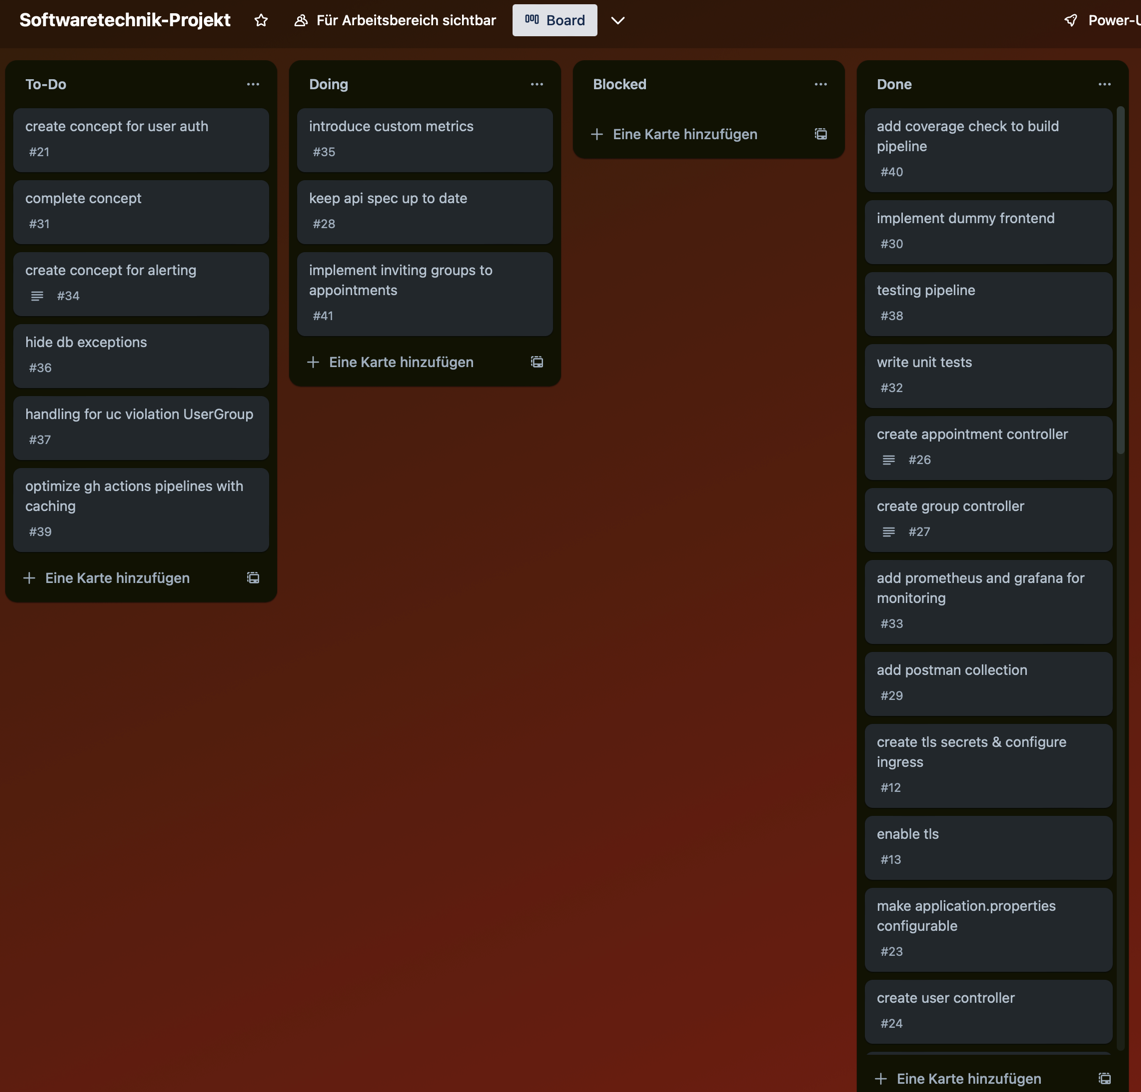 Softwaretechnik-Projekt
Für Arbeitsbereich sichtbar
Board
Power-U
To-Do
create concept for user auth
#21
complete concept
#31
create concept for alerting
#34
hide db exceptions
#36
handling for uc violation UserGroup
#37
optimize gh actions pipelines with
caching
#39
Eine Karte hinzufügen
Doing
introduce custom metrics
#35
keep api spec up to date
#28
implement inviting groups to
appointments
#41
Eine Karte hinzufügen
Blocked
Eine Karte hinzufügen
Done
add coverage check to build
pipeline
#40
implement dummy frontend
#30
testing pipeline
#38
write unit tests
#32
create appointment controller
#26
create group controller
#27
add prometheus and grafana for
monitoring
#33
add postman collection
#29
create tls secrets & configure
ingress
#12
enable tls
#13
make application.properties
configurable
#23
create user controller
#24
Eine Karte hinzufügen